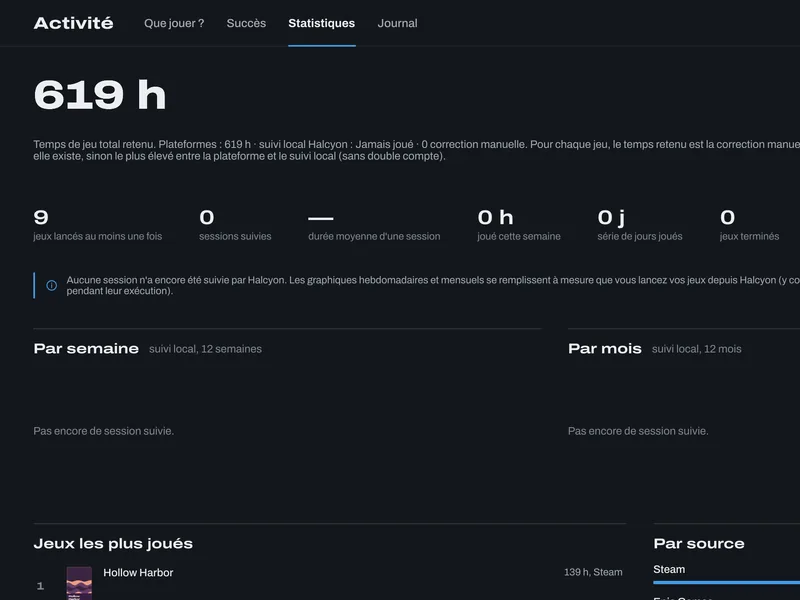 Activité
Que jouer ?
Succès
Statistiques
Journal
619 h
Temps de jeu total retenu. Plateformes : 619 h · suivi local Halcyon : Jamais joué · 0 correction manuelle. Pour chaque jeu, le temps retenu est la correction
elle existe, sinon le plus élevé entre la plateforme et le suivi local (sans double compte).
9
jeux lancés au moins une fois
0
sessions suivies
—
durée moyenne d'une session
0 h
joué cette semaine
0 j
série de jours joués
0
jeux terminés
Aucune session n'a encore été suivie par Halcyon. Les graphiques hebdomadaires et mensuels se remplissent à mesure que vous lancez vos jeux depuis Halcyon (y
pendant leur exécution).
Par semaine suivi local, 12 semaines
Pas encore de session suivie.
Par mois suivi local, 12 mois
Pas encore de session suivie.
Jeux les plus joués
1
Hollow Harbor
139 h, Steam
Par source
Steam